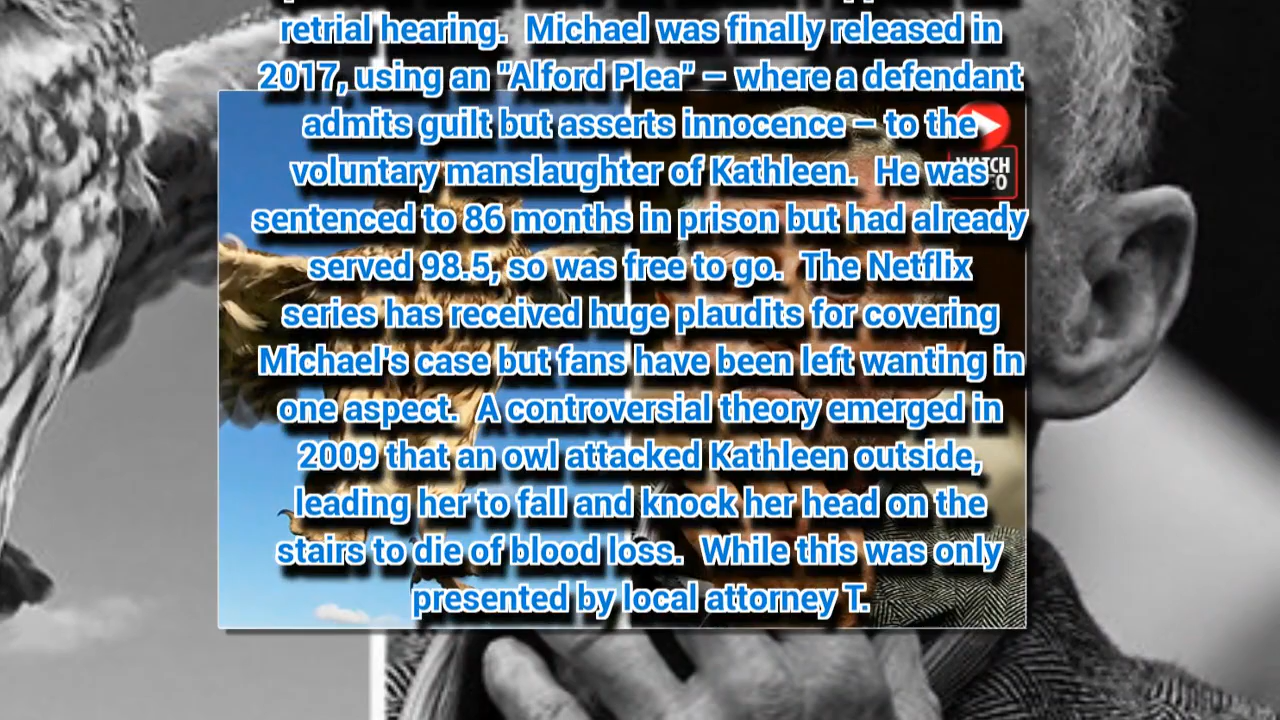 retrial hearing. Michael was finally released in
2017, using an "Alford Plea" – where a defendant
admits guilt but asserts innocence – to the
voluntary manslaughter of Kathleen. He was
sentenced to 86 months in prison but had already
served 98.5, so was free to go. The Netflix
series has received huge plaudits for covering
Michael's case but fans have been left wanting in
one aspect. A controversial theory emerged in
2009 that an owl attacked Kathleen outside,
leading her to fall and knock her head on the
stairs to die of blood loss. While this was only
presented by local attorney T.